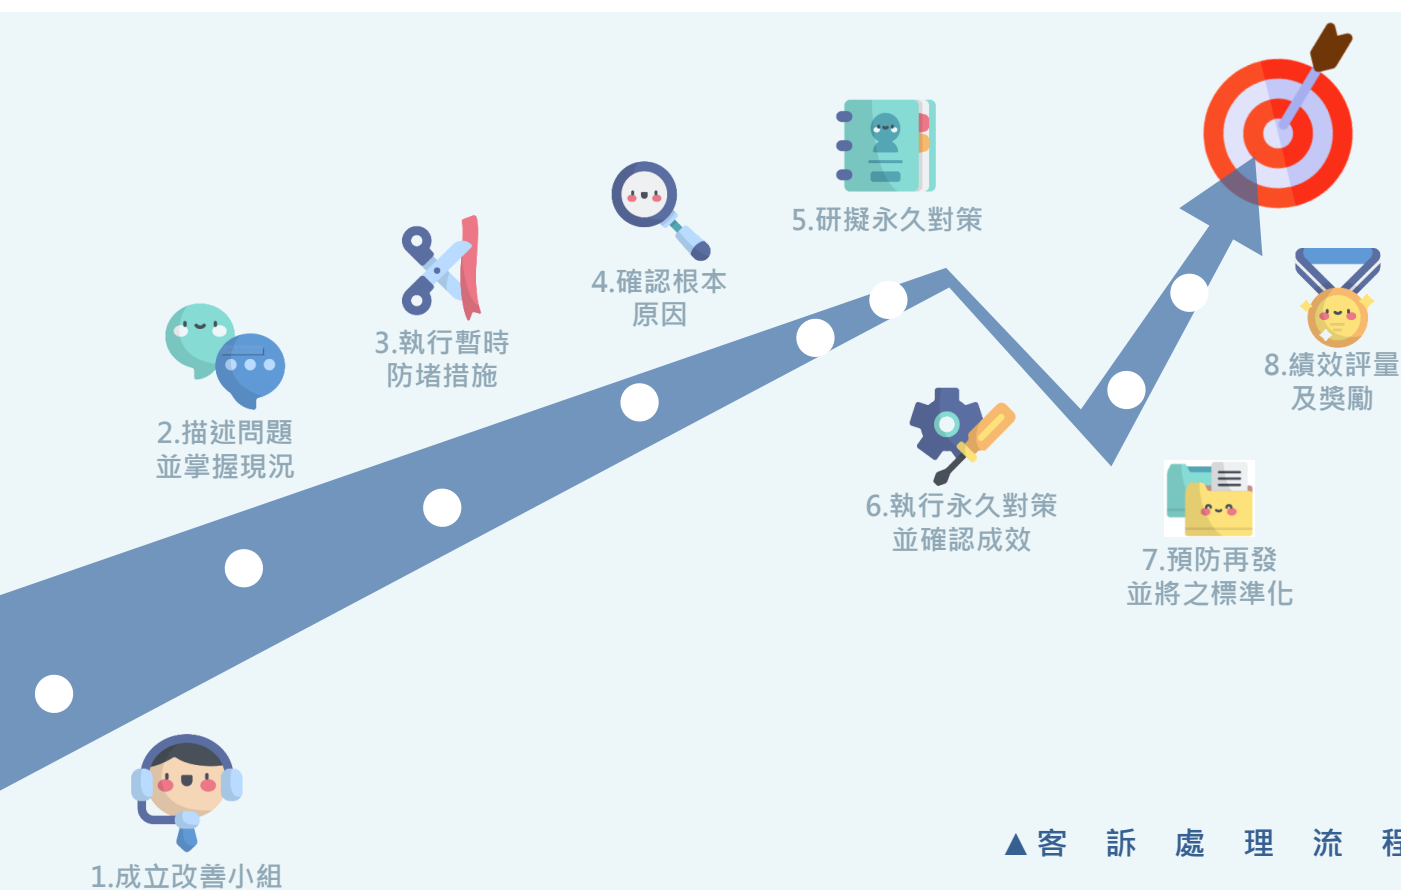 1.成立改善小組
2.描述問題
並掌握現況
3.執行暫時
防堵措施
4.確認根本
原因
5.研擬永久對策
6.執行永久對策
並確認成效
7.預防再發
並將之標準化
8.績效評量
及獎勵
▲客訴處理流程